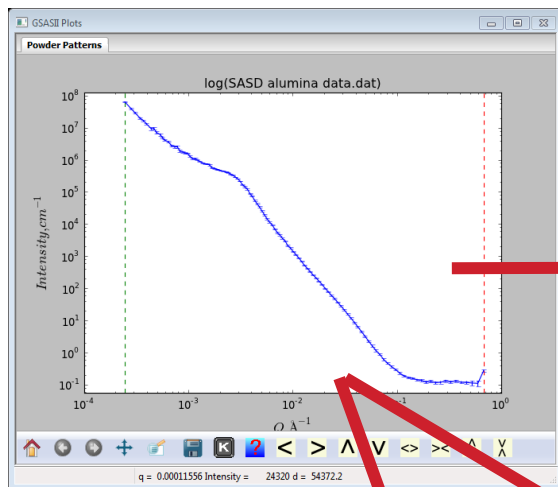 GSASII Plots
Powder Patterns
log(SASD alumina data.dat)
10^8
10^7
10^6
10^5
10^4
10^3
10^2
10^1
10^0
10^-1
Intensity,cm^-1
10^-4
10^-3
10^-2
10^-1
10^0
Q Å^-1
K
?
< > Λ V <> ><
q = 0.00011556 Intensity = 24320 d = 54372.2